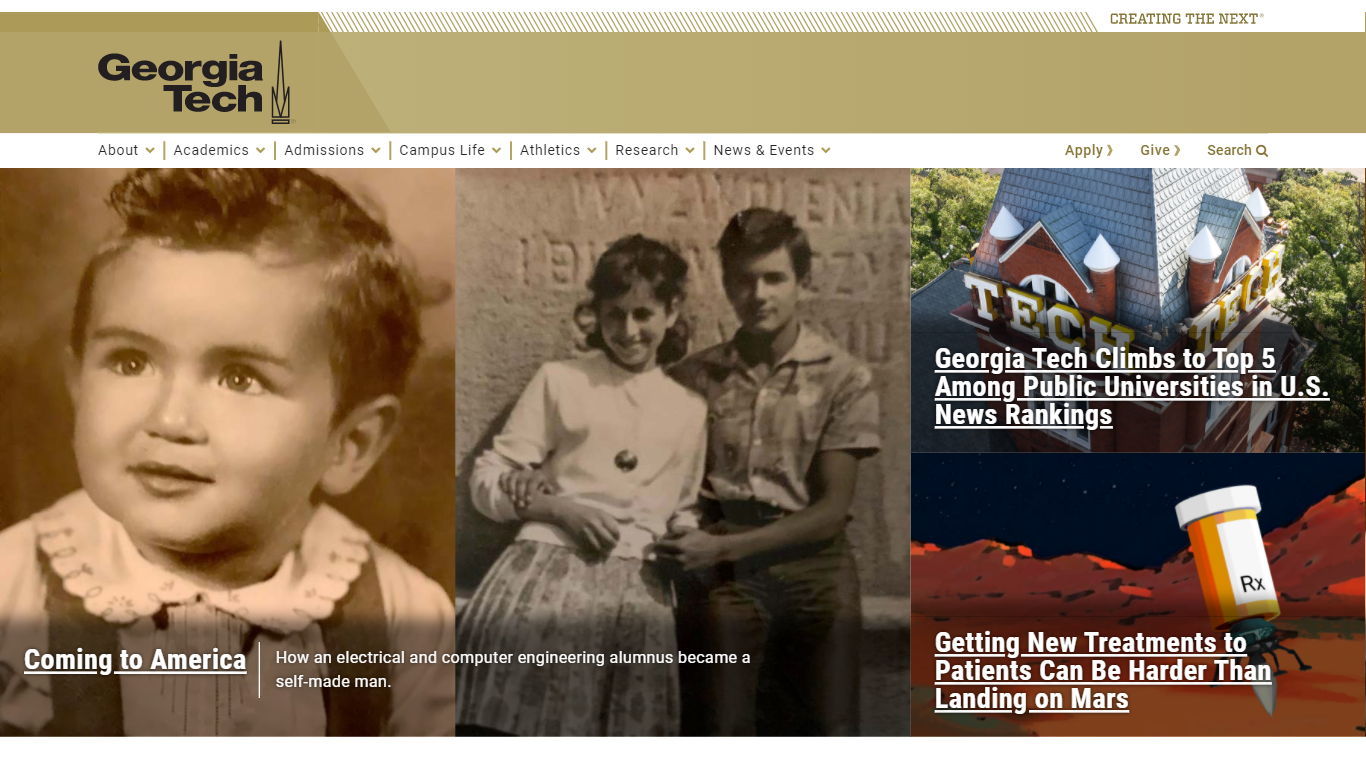 CREATING THE NEXT®
Georgia
Tech
About
Academics
Admissions
Campus Life
Athletics
Research
News & Events
Apply
Give
Search
WYZWOLENIA
TECH
TECH
Georgia Tech Climbs to Top 5
Among Public Universities in U.S.
News Rankings
Rx
Getting New Treatments to
Patients Can Be Harder Than
Landing on Mars
Coming to America
How an electrical and computer engineering alumnus became a
self-made man.